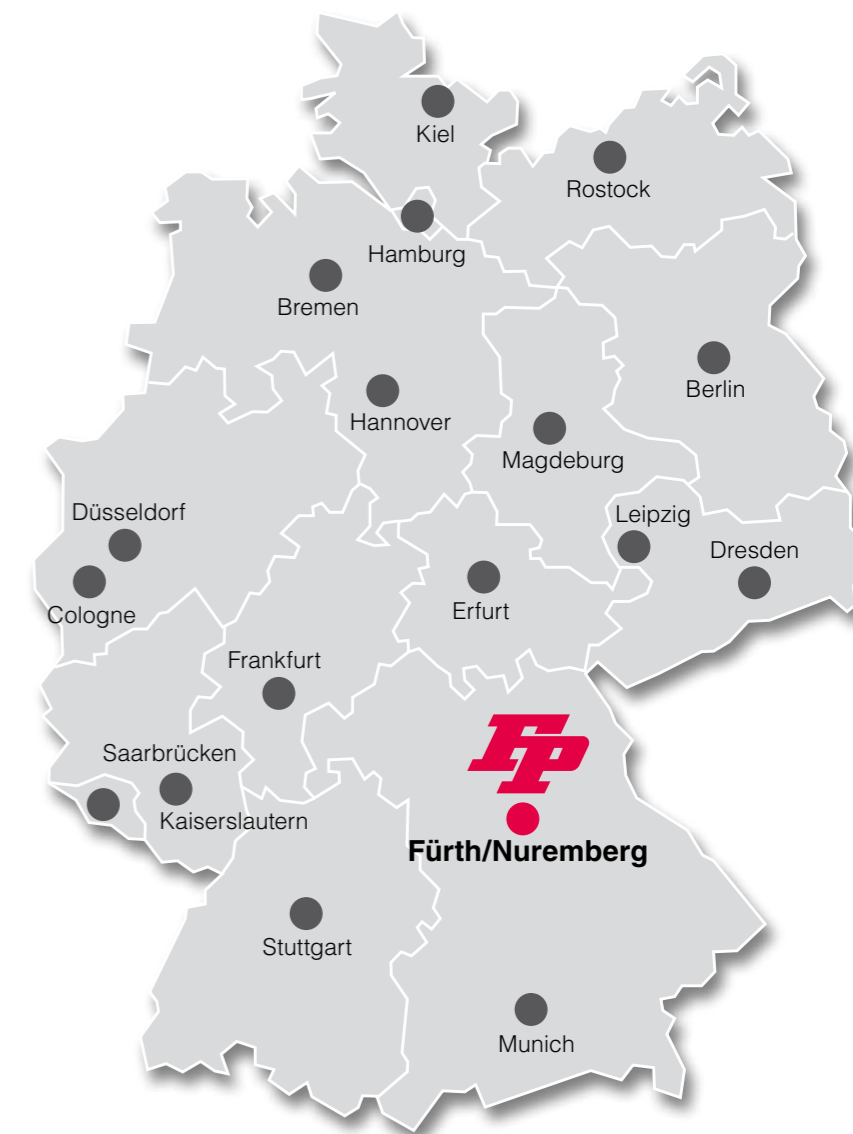 Kiel
Rostock
Hamburg
Bremen
Berlin
Hannover
Magdeburg
Düsseldorf
Leipzig
Dresden
Cologne
Erfurt
Frankfurt
FP
Saarbrücken
Kaiserslautern
Fürth/Nuremberg
Stuttgart
Munich